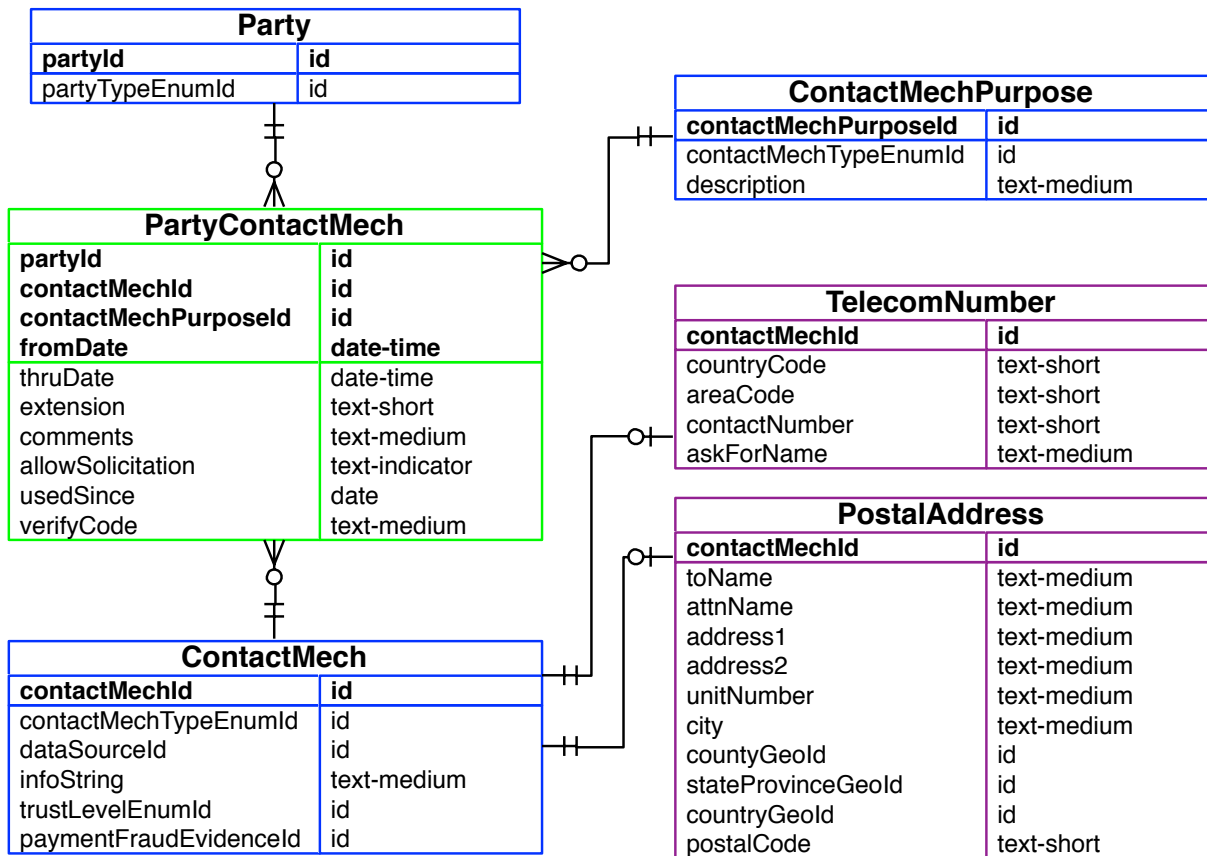 Party
partyId id
partyTypeEnumId id
ContactMechPurpose
contactMechPurposeId id
contactMechTypeEnumId id
description text-medium
PartyContactMech
partyId id
contactMechId id
contactMechPurposeId id
fromDate date-time
thruDate date-time
extension text-short
comments text-medium
allowSolicitation text-indicator
usedSince date
verifyCode text-medium
TelecomNumber
contactMechId id
countryCode text-short
areaCode text-short
contactNumber text-short
askForName text-medium
ContactMech
contactMechId id
contactMechTypeEnumId id
dataSourceId id
infoString text-medium
trustLevelEnumId id
paymentFraudEvidenceId id
PostalAddress
contactMechId id
toName text-medium
attnName text-medium
address1 text-medium
address2 text-medium
unitNumber text-medium
city text-medium
countyGeoId id
stateProvinceGeoId id
countryGeoId id
postalCode text-short